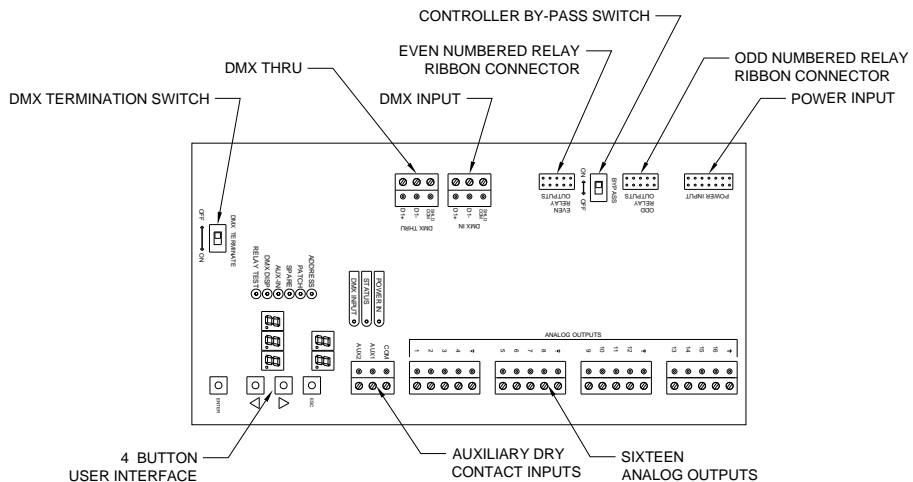 CONTROLLER BY-PASS SWITCH
EVEN NUMBERED RELAY
RIBBON CONNECTOR
ODD NUMBERED RELAY
RIBBON CONNECTOR
DMX THRU
DMX INPUT
POWER INPUT
DMX TERMINATION SWITCH
D1+
D1-
SHLD COM
DMX THRU
D1+
D1-
SHLD COM
DMX IN
EVEN
RELAY
OUTPUTS
ON
OFF
BYPASS
ODD
RELAY
OUTPUTS
POWER INPUT
OFF
ON
DMX TERMINATE
RELAY TEST
DMX DISP
AUX-IN
SPARE
PATCH
ADDRESS
DMX INPUT
STATUS
POWER IN
ANALOG OUTPUTS
AUX2
AUX1
COM
1
2
3
4
5
6
7
8
9
10
11
12
13
14
15
16
ENTER
ESC
4 BUTTON
USER INTERFACE
AUXILIARY DRY
CONTACT INPUTS
SIXTEEN
ANALOG OUTPUTS